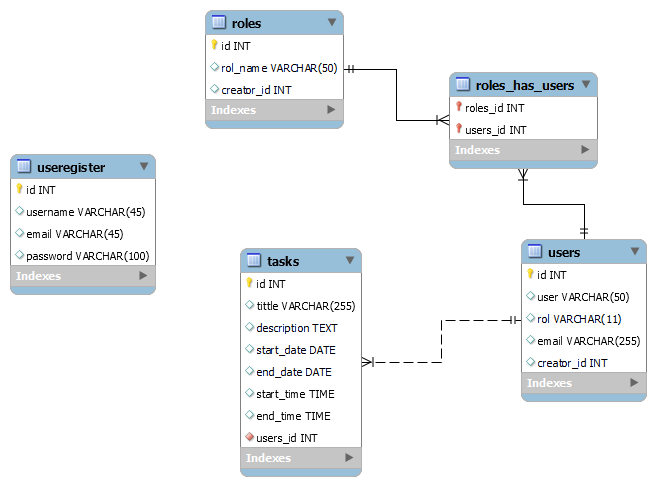 roles
id INT
rol_name VARCHAR(50)
creator_id INT
Indexes
roles_has_users
roles_id INT
users_id INT
Indexes
useregister
id INT
username VARCHAR(45)
email VARCHAR(45)
password VARCHAR(100)
Indexes
tasks
id INT
tittle VARCHAR(255)
description TEXT
start_date DATE
end_date DATE
start_time TIME
end_time TIME
users_id INT
Indexes
users
id INT
user VARCHAR(50)
rol VARCHAR(11)
email VARCHAR(255)
creator_id INT
Indexes